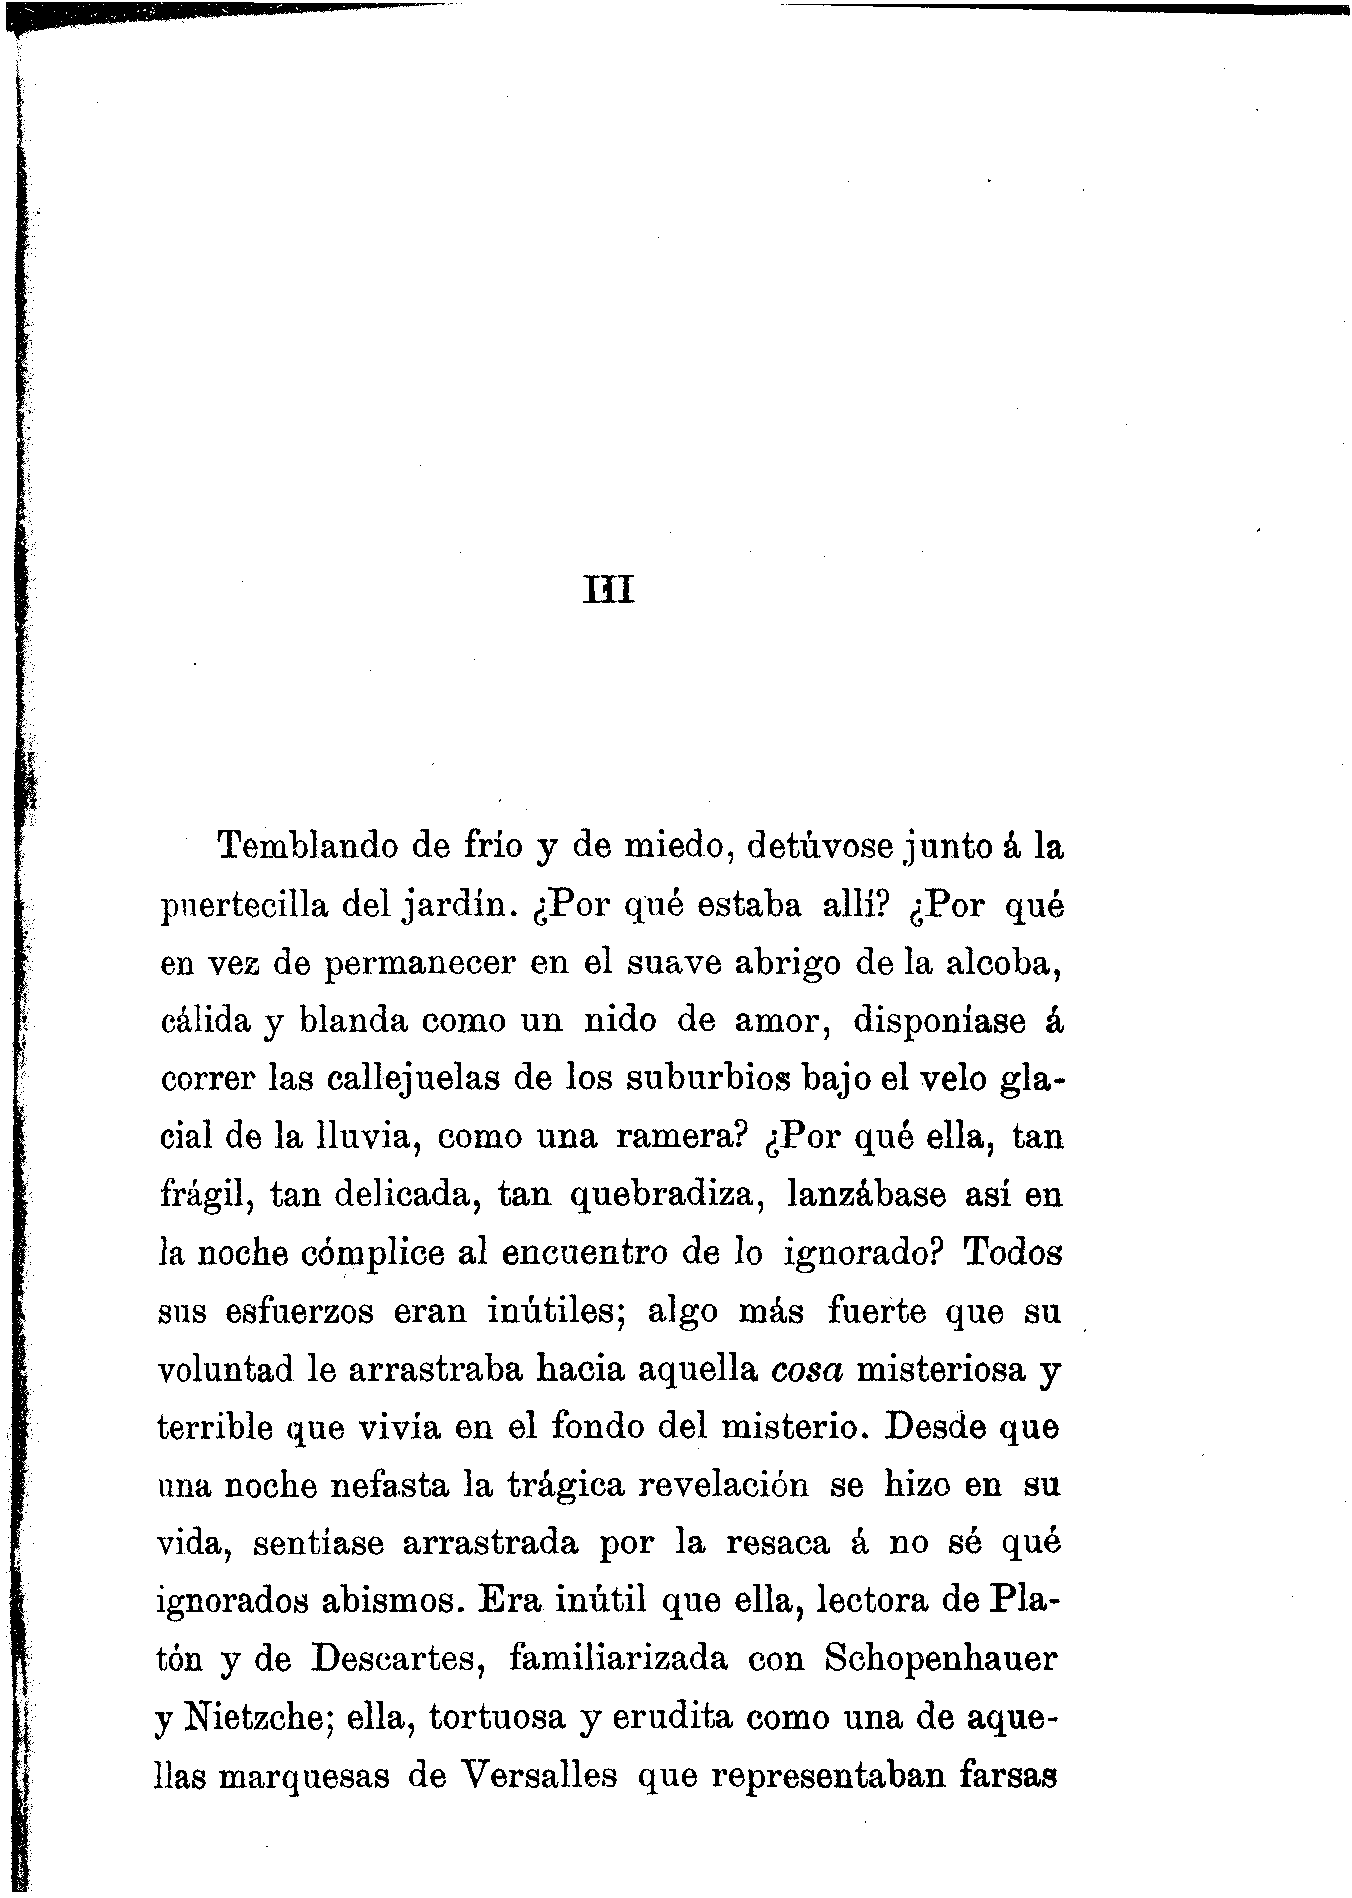 III
Temblando de frío y de miedo, detúvose junto á la
puertecilla del jardín. ¿Por qué estaba allí? ¿Por qué
en vez de permanecer en el suave abrigo de la alcoba,
cálida y blanda como un nido de amor, disponíase á
correr las callejuelas de los suburbios bajo el velo gla-
cial de la lluvia, como una ramera? ¿Por qué ella, tan
frágil, tan delicada, tan quebradiza, lanzábase así en
la noche cómplice al encuentro de lo ignorado? Todos
sus esfuerzos eran inútiles; algo más fuerte que su
voluntad le arrastraba hacia aquella cosa misteriosa y
terrible que vivía en el fondo del misterio. Desde que
una noche nefasta la trágica revelación se hizo en su
vida, sentíase arrastrada por la resaca á no sé qué
ignorados abismos. Era inútil que ella, lectora de Pla-
tón y de Descartes, familiarizada con Schopenhauer
y Nietzche; ella, tortuosa y erudita como una de aque-
llas marquesas de Versalles que representaban farsas